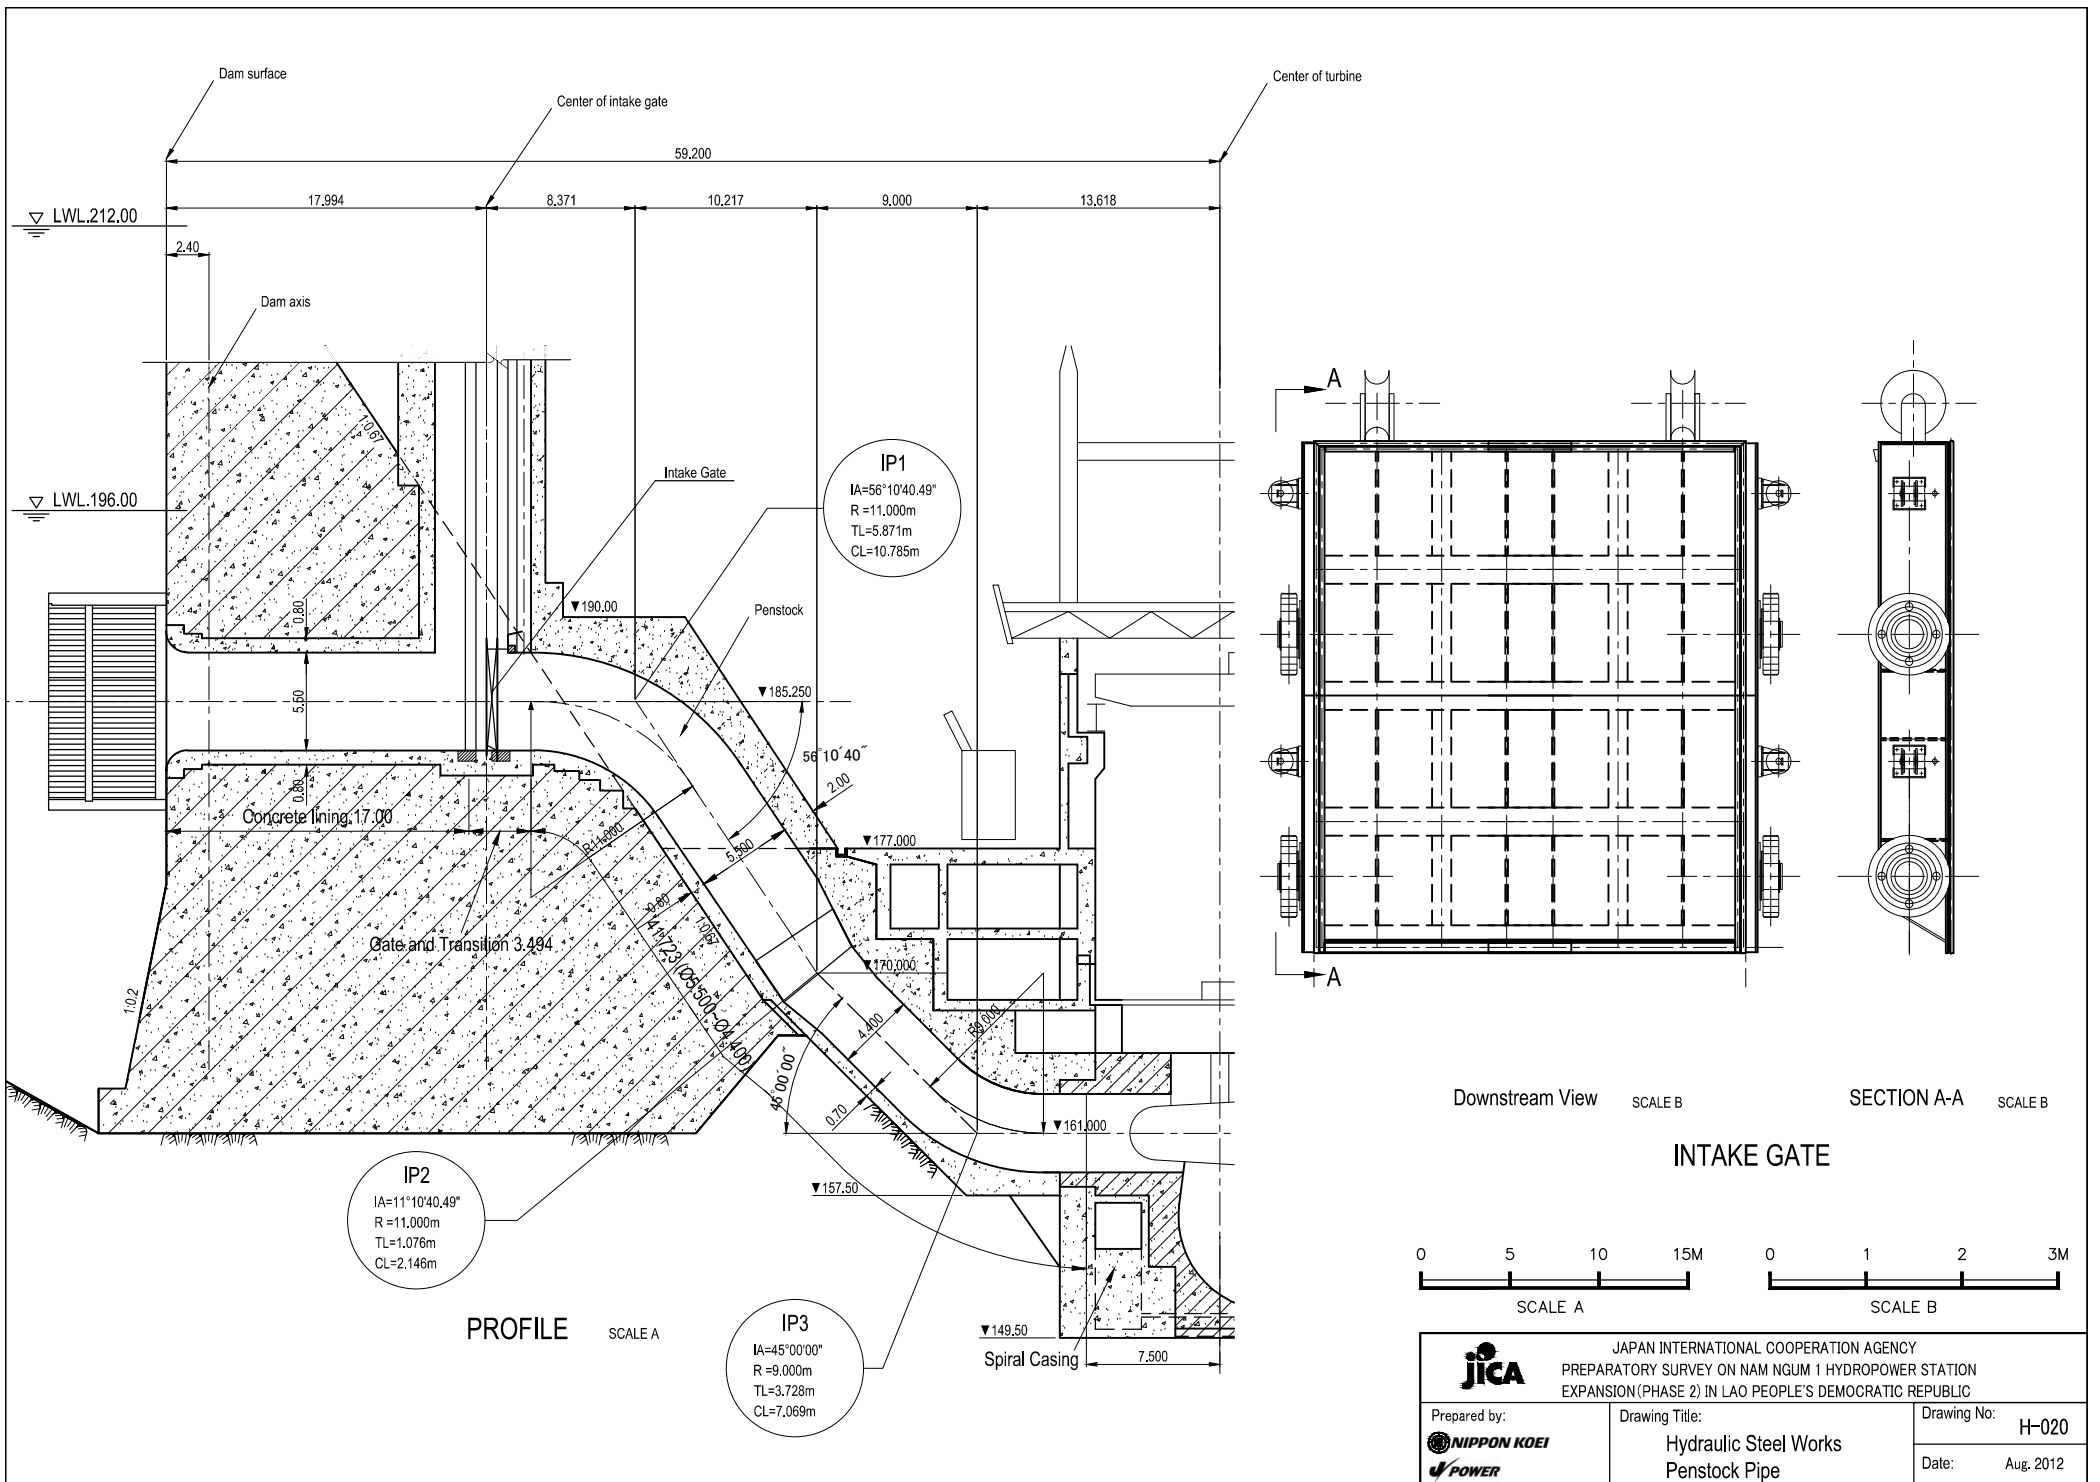 Dam surface
Center of turbine
Center of intake gate
59.200
17.994
8.371
10.217
9.000
13.618
LWL.212.00
2.40
Dam axis
1:0.67
IP1
IA=56°10'40.49"
R =11.000m
TL=5.871m
CL=10.785m
Intake Gate
LWL.196.00
190.00
Penstock
0.80
5.50
185.250
56°10′40″
2.00
0.80
Concrete lining 17.00
R11.000
5.500
177.000
0.80
1:0.67
Gate and Transition 3.494
41.723(Ø5.500~Ø4.400)
170.000
1:0.2
4.400
R9.000
45°00′00″
0.70
161.000
157.50
IP2
IA=11°10'40.49"
R =11.000m
TL=1.076m
CL=2.146m
IP3
IA=45°00'00"
R =9.000m
TL=3.728m
CL=7.069m
149.50
Spiral Casing
7.500
PROFILE SCALE A
A
A
Downstream View SCALE B
SECTION A-A SCALE B
INTAKE GATE
0 5 10 15M
SCALE A
0 1 2 3M
SCALE B
jICA
JAPAN INTERNATIONAL COOPERATION AGENCY
PREPARATORY SURVEY ON NAM NGUM 1 HYDROPOWER STATION
EXPANSION(PHASE 2) IN LAO PEOPLE'S DEMOCRATIC REPUBLIC
Prepared by:
NIPPON KOEI
POWER
Drawing Title:
Hydraulic Steel Works
Penstock Pipe
Drawing No:
H-020
Date: Aug. 2012